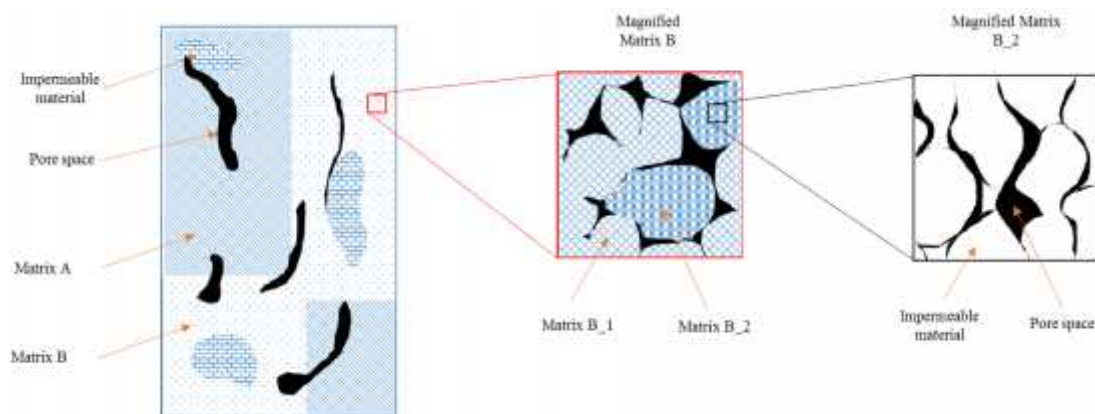 Magnified
Matrix B
Magnified Matrix
B_2
Impermeable
material
Pore space
Matrix A
Matrix B
Matrix B_1
Matrix B_2
Impermeable
material
Pore space